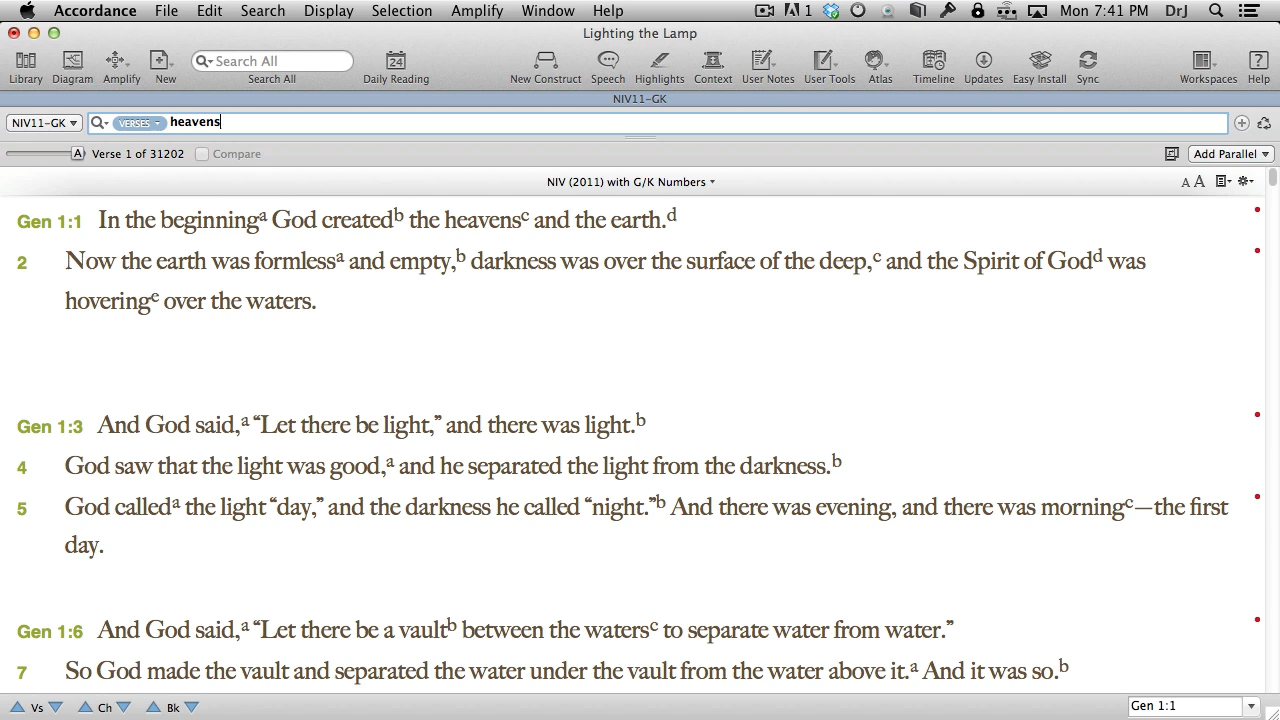 Accordance File Edit Search Display Selection Amplify Window Help 1 Mon 7:41 PM DrJ
Lighting the Lamp
Search All 24
Library Diagram Amplify New Search All Daily Reading New Construct Speech Highlights Context User Notes User Tools Atlas Timeline Updates Easy Install Sync Workspaces Help
NIV11-GK
NIV11-GK VERSES heavens
A Verse 1 of 31202 Compare Add Parallel
NIV (2011) with G/K Numbers A A
Gen 1:1 In the beginningª God createdᵇ the heavensᶜ and the earth.ᵈ
2 Now the earth was formlessª and empty,ᵇ darkness was over the surface of the deep,ᶜ and the Spirit of Godᵈ was
hoveringᵉ over the waters.
Gen 1:3 And God said,ª “Let there be light,” and there was light.ᵇ
4 God saw that the light was good,ª and he separated the light from the darkness.ᵇ
5 God calledª the light “day,” and the darkness he called “night.”ᵇ And there was evening, and there was morningᶜ—the first
day.
Gen 1:6 And God said,ª “Let there be a vaultᵇ between the watersᶜ to separate water from water.”
7 So God made the vault and separated the water under the vault from the water above it.ª And it was so.ᵇ
Vs Ch Bk Gen 1:1